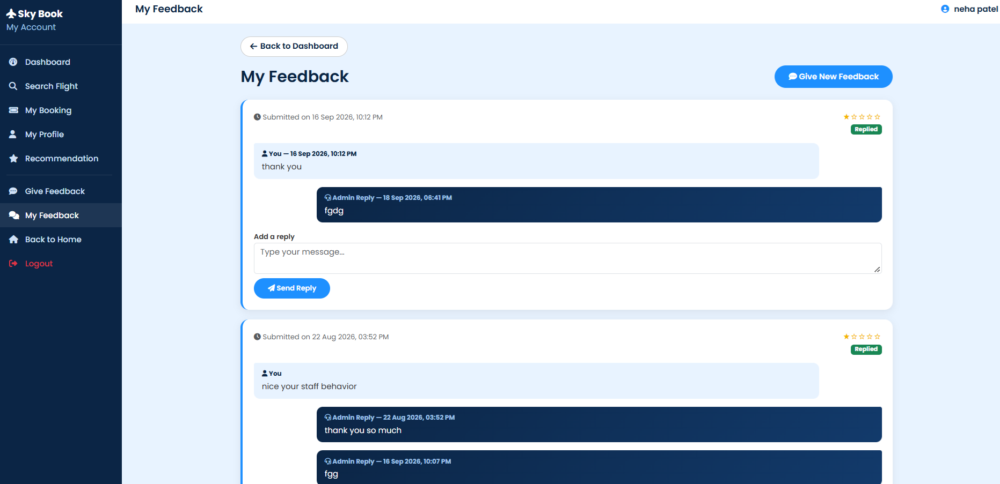 Sky Book
My Account
Dashboard
Search Flight
My Booking
My Profile
Recommendation
Give Feedback
My Feedback
Back to Home
Logout
My Feedback
neha patel
Back to Dashboard
My Feedback
Give New Feedback
Submitted on 16 Sep 2026, 10:12 PM
Replied
You — 16 Sep 2026, 10:12 PM
thank you
Admin Reply — 18 Sep 2026, 06:41 PM
fgdg
Add a reply
Type your message...
Send Reply
Submitted on 22 Aug 2026, 03:52 PM
Replied
You
nice your staff behavior
Admin Reply — 22 Aug 2026, 03:52 PM
thank you so much
Admin Reply — 16 Sep 2026, 10:07 PM
fgg